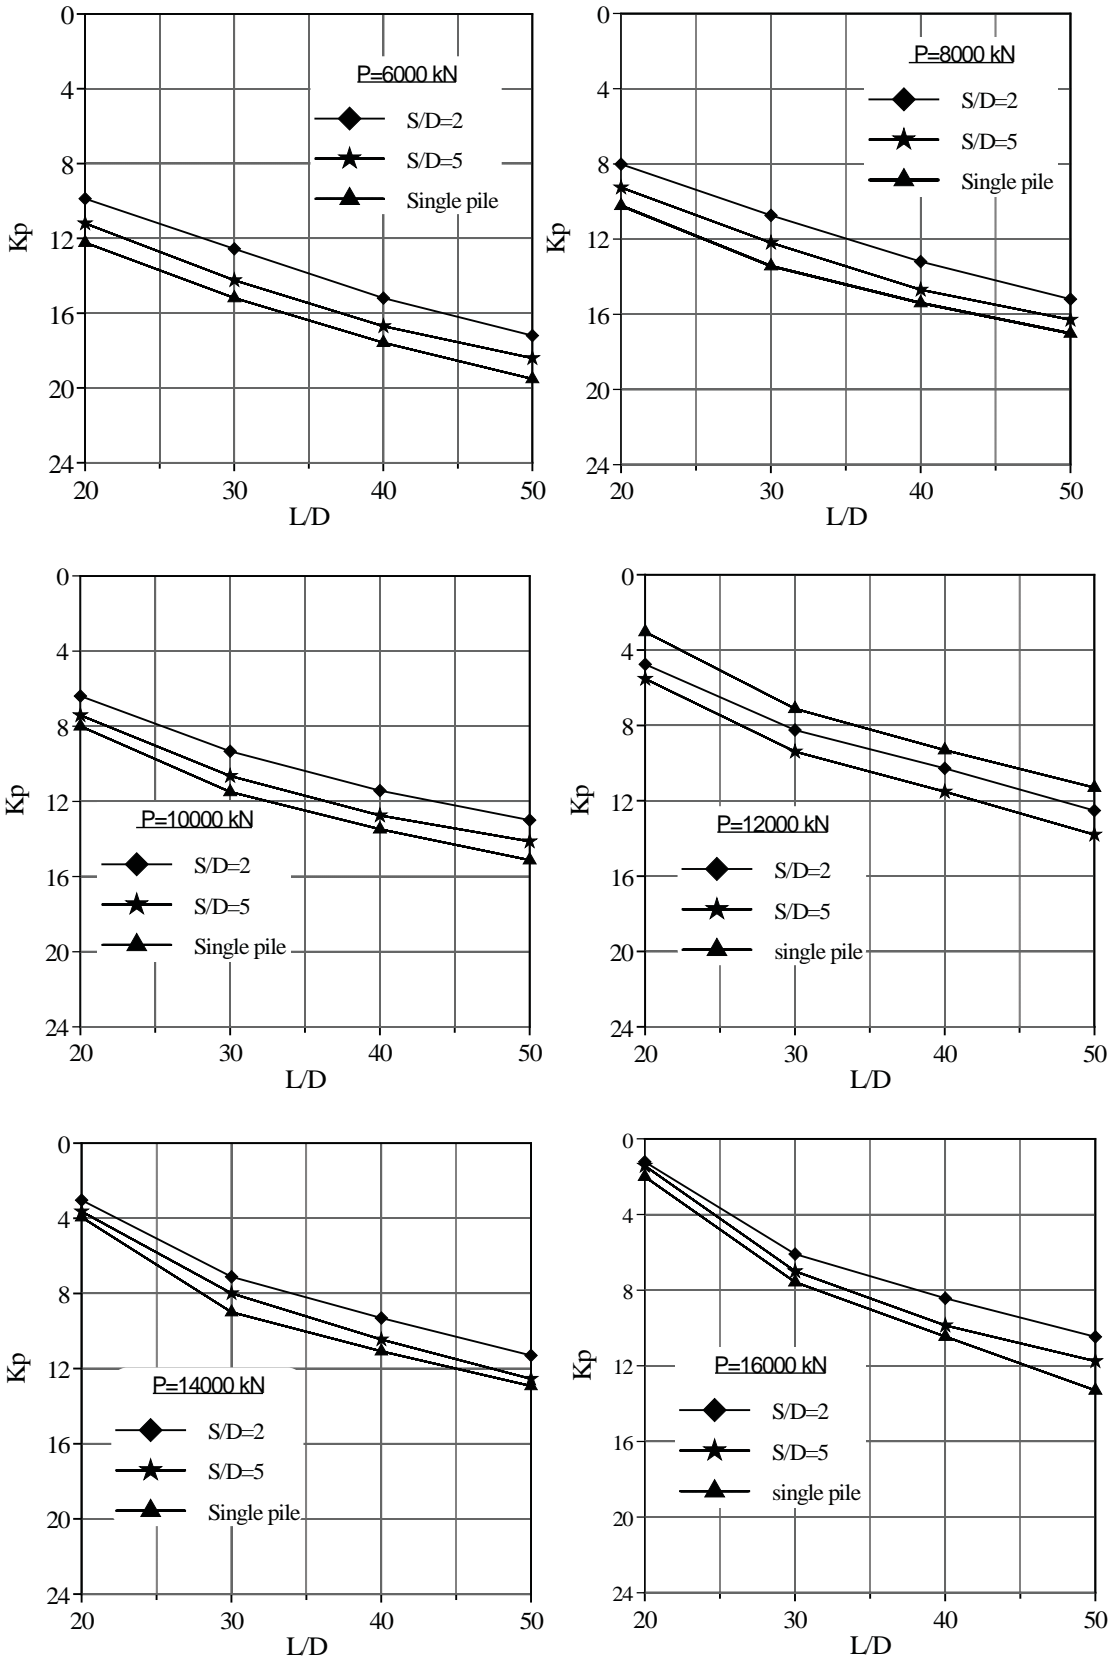 0
4
8
12
16
20
24
Kp
P=6000 kN
S/D=2
S/D=5
Single pile
20 30 40 50
L/D
0
4
8
12
16
20
24
Kp
P=8000 kN
S/D=2
S/D=5
Single pile
20 30 40 50
L/D
0
4
8
12
16
20
24
Kp
P=10000 kN
S/D=2
S/D=5
Single pile
20 30 40 50
L/D
0
4
8
12
16
20
24
Kp
P=12000 kN
S/D=2
S/D=5
single pile
20 30 40 50
L/D
0
4
8
12
16
20
24
Kp
P=14000 kN
S/D=2
S/D=5
Single pile
20 30 40 50
L/D
0
4
8
12
16
20
24
Kp
P=16000 kN
S/D=2
S/D=5
single pile
20 30 40 50
L/D